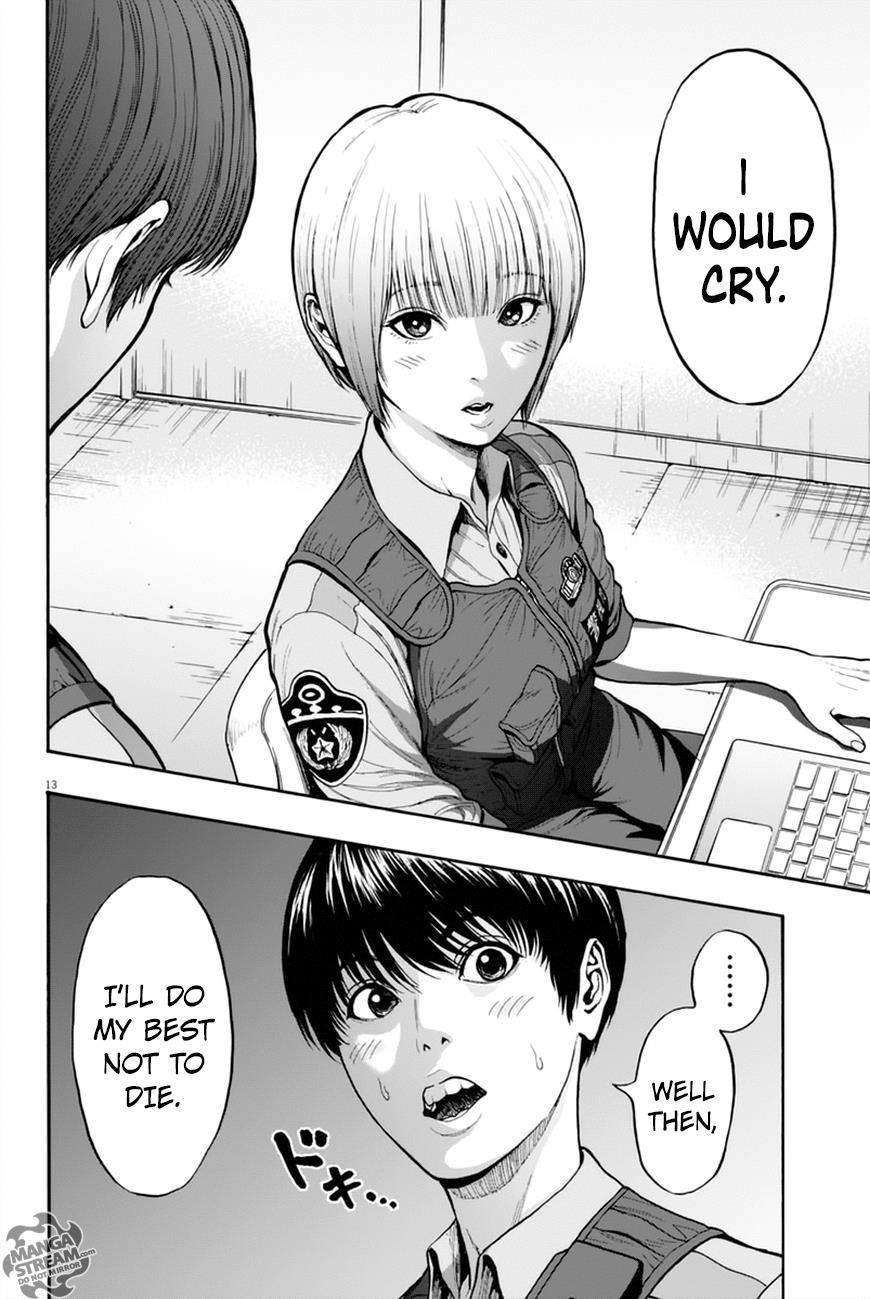 I
WOULD
CRY.
13
......
WELL
THEN,
I'LL DO
MY BEST
NOT TO
DIE.
ドキ...
MANGA
STREAM.com
DO NOT MIRROR